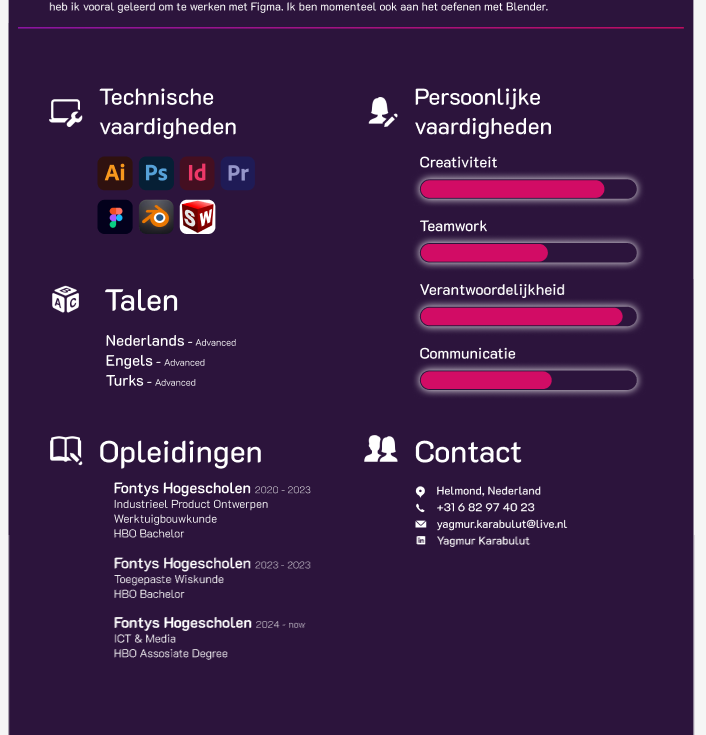 heb ik vooral geleerd om te werken met Figma. Ik ben momenteel ook aan het oefenen met Blender.
Technische
vaardigheden
Ai Ps Id Pr
SW
Talen
Nederlands - Advanced
Engels - Advanced
Turks - Advanced
Opleidingen
Fontys Hogescholen 2020 - 2023
Industrieel Product Ontwerpen
Werktuigbouwkunde
HBO Bachelor
Fontys Hogescholen 2023 - 2023
Toegepaste Wiskunde
HBO Bachelor
Fontys Hogescholen 2024 - now
ICT & Media
HBO Assosiate Degree
Persoonlijke
vaardigheden
Creativiteit
Teamwork
Verantwoordelijkheid
Communicatie
Contact
Helmond, Nederland
+31 6 82 97 40 23
yagmur.karabulut@live.nl
in Yagmur Karabulut